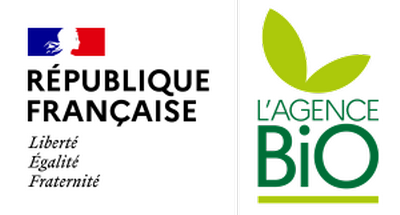 RÉPUBLIQUE
FRANÇAISE
Liberté
Égalité
Fraternité
L'AGENCE
BiO